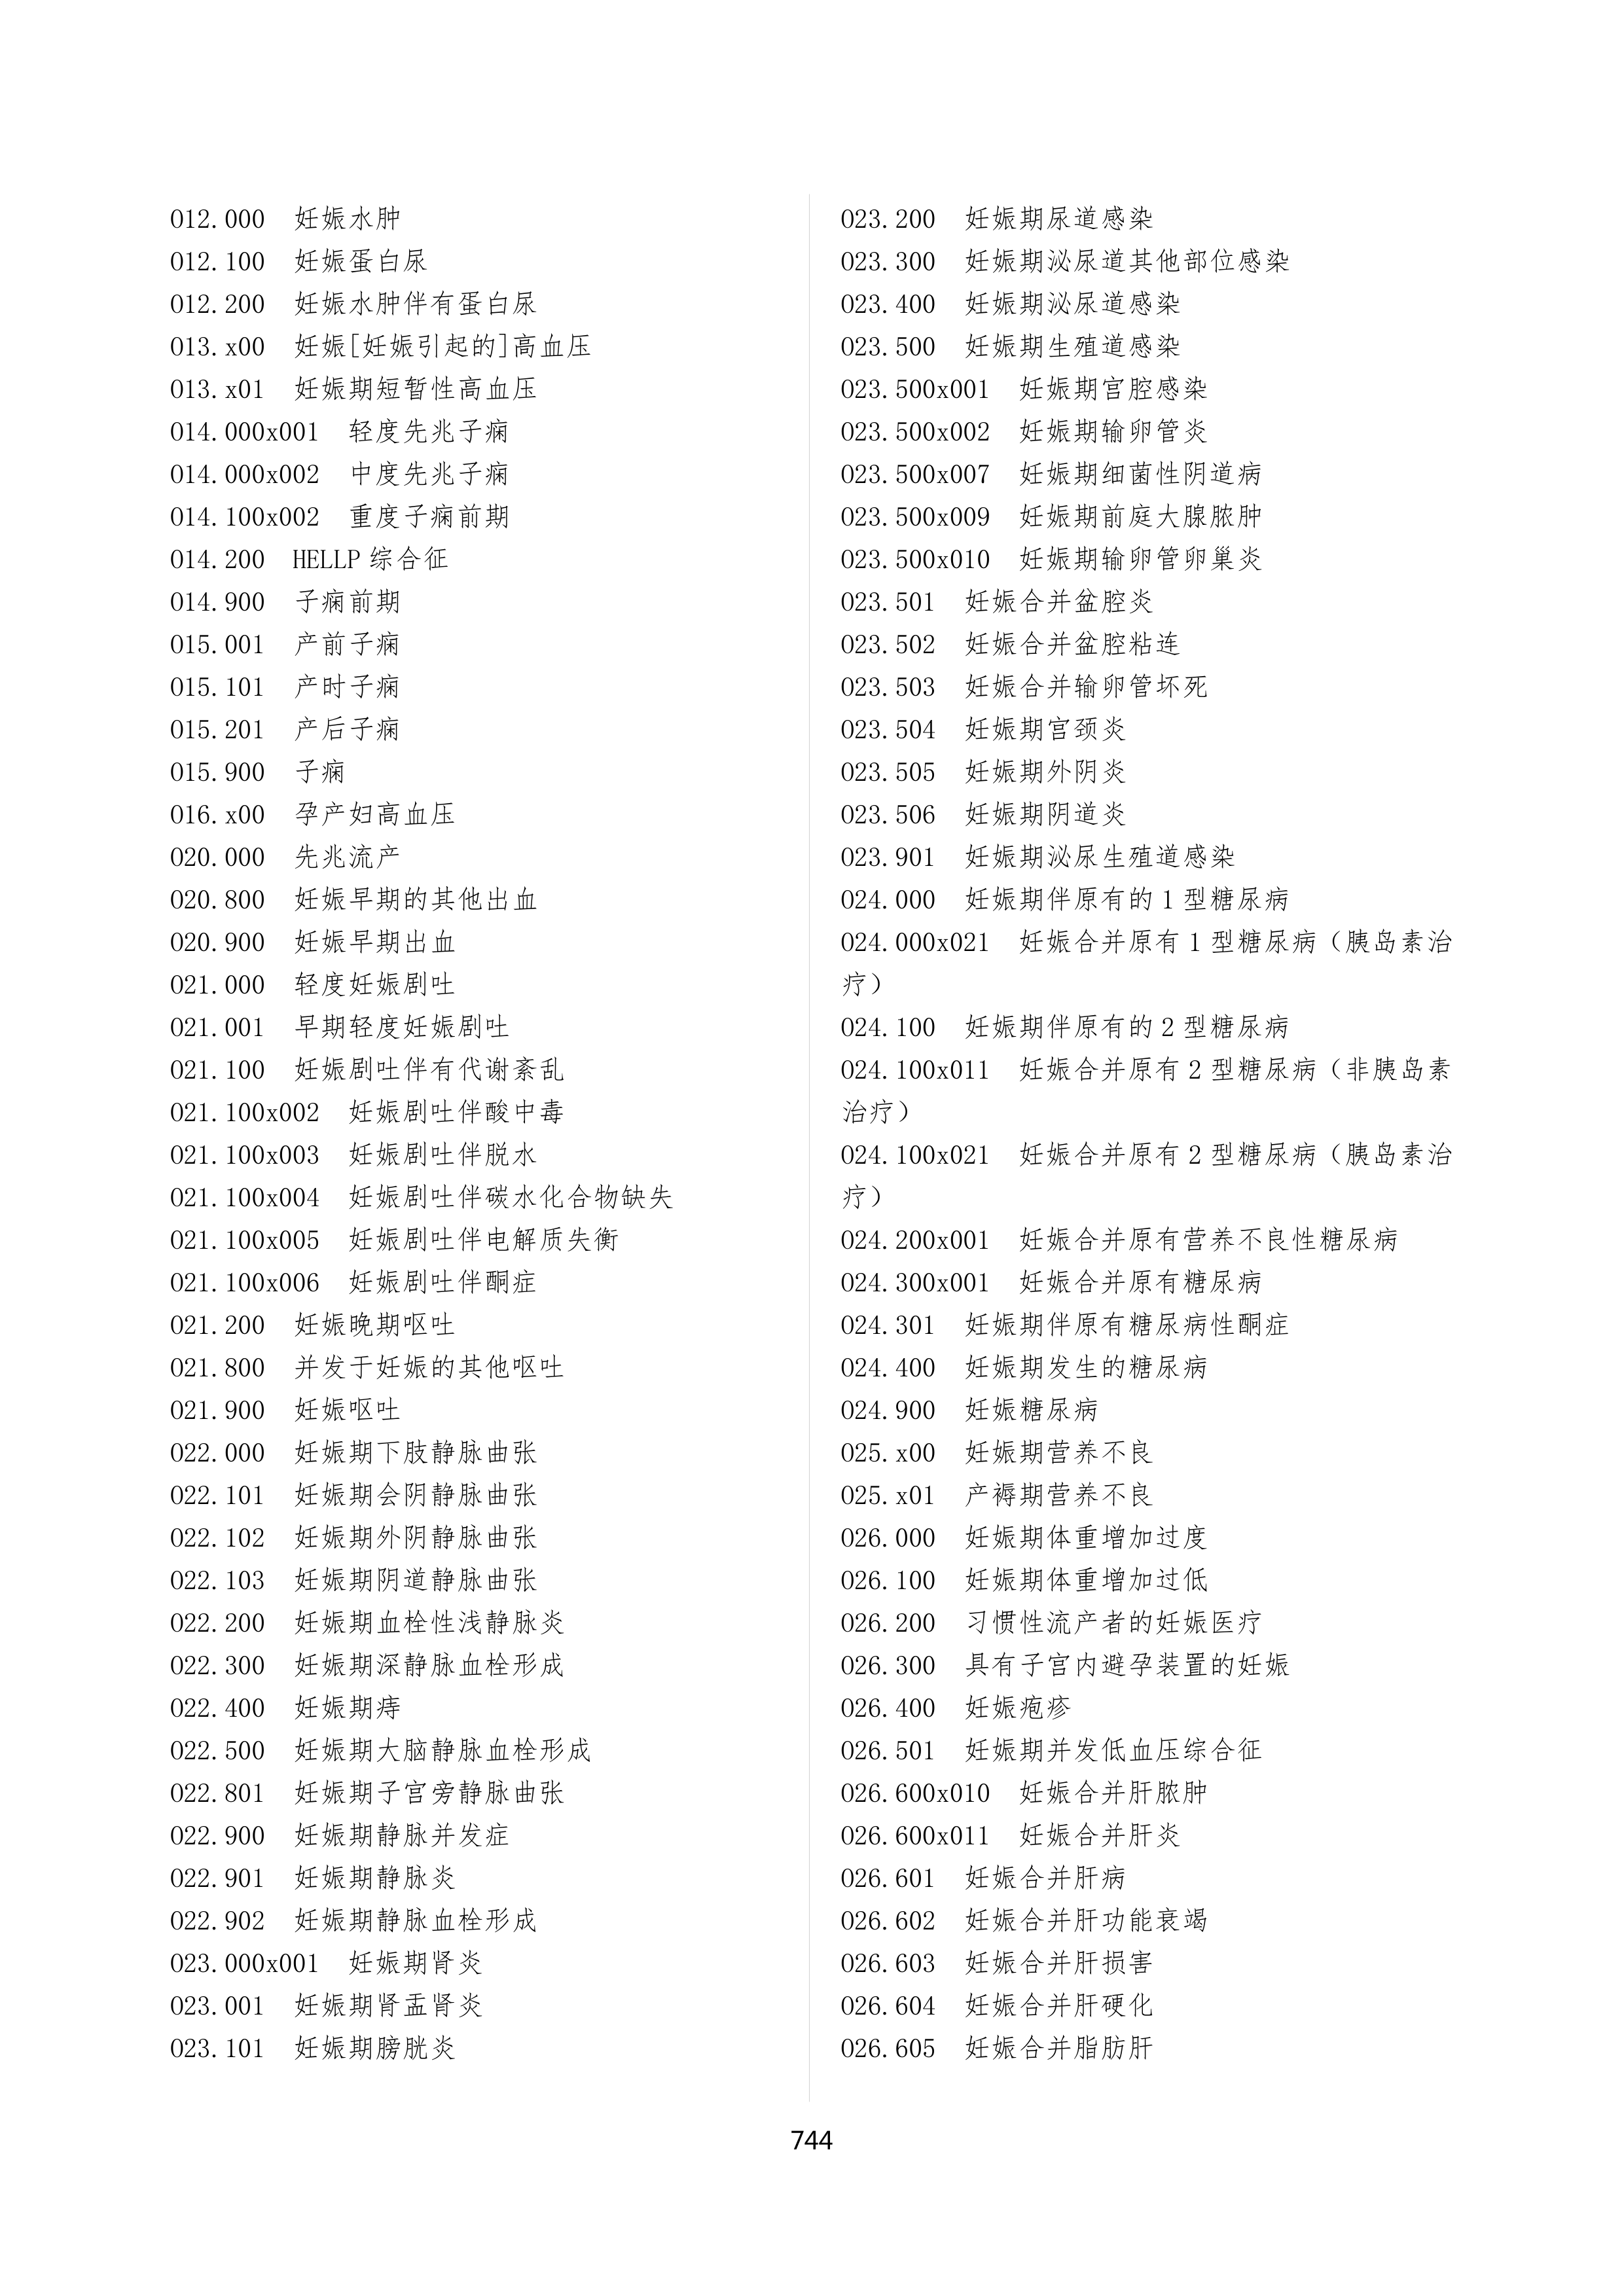 O12.000 妊娠水肿
O12.100 妊娠蛋白尿
O12.200 妊娠水肿伴有蛋白尿
O13.x00 妊娠[妊娠引起的]高血压
O13.x01 妊娠期短暂性高血压
O14.000x001 轻度先兆子痫
O14.000x002 中度先兆子痫
O14.100x002 重度子痫前期
O14.200 HELLP 综合征
O14.900 子痫前期
O15.001 产前子痫
O15.101 产时子痫
O15.201 产后子痫
O15.900 子痫
O16.x00 孕产妇高血压
O20.000 先兆流产
O20.800 妊娠早期的其他出血
O20.900 妊娠早期出血
O21.000 轻度妊娠剧吐
O21.001 早期轻度妊娠剧吐
O21.100 妊娠剧吐伴有代谢紊乱
O21.100x002 妊娠剧吐伴酸中毒
O21.100x003 妊娠剧吐伴脱水
O21.100x004 妊娠剧吐伴碳水化合物缺失
O21.100x005 妊娠剧吐伴电解质失衡
O21.100x006 妊娠剧吐伴酮症
O21.200 妊娠晚期呕吐
O21.800 并发于妊娠的其他呕吐
O21.900 妊娠呕吐
O22.000 妊娠期下肢静脉曲张
O22.101 妊娠期会阴静脉曲张
O22.102 妊娠期外阴静脉曲张
O22.103 妊娠期阴道静脉曲张
O22.200 妊娠期血栓性浅静脉炎
O22.300 妊娠期深静脉血栓形成
O22.400 妊娠期痔
O22.500 妊娠期大脑静脉血栓形成
O22.801 妊娠期子宫旁静脉曲张
O22.900 妊娠期静脉并发症
O22.901 妊娠期静脉炎
O22.902 妊娠期静脉血栓形成
O23.000x001 妊娠期肾炎
O23.001 妊娠期肾盂肾炎
O23.101 妊娠期膀胱炎
O23.200 妊娠期尿道感染
O23.300 妊娠期泌尿道其他部位感染
O23.400 妊娠期泌尿道感染
O23.500 妊娠期生殖道感染
O23.500x001 妊娠期宫腔感染
O23.500x002 妊娠期输卵管炎
O23.500x007 妊娠期细菌性阴道病
O23.500x009 妊娠期前庭大腺脓肿
O23.500x010 妊娠期输卵管卵巢炎
O23.501 妊娠合并盆腔炎
O23.502 妊娠合并盆腔粘连
O23.503 妊娠合并输卵管坏死
O23.504 妊娠期宫颈炎
O23.505 妊娠期外阴炎
O23.506 妊娠期阴道炎
O23.901 妊娠期泌尿生殖道感染
O24.000 妊娠期伴原有的 1 型糖尿病
O24.000x021 妊娠合并原有 1 型糖尿病（胰岛素治
疗）
O24.100 妊娠期伴原有的 2 型糖尿病
O24.100x011 妊娠合并原有 2 型糖尿病（非胰岛素
治疗）
O24.100x021 妊娠合并原有 2 型糖尿病（胰岛素治
疗）
O24.200x001 妊娠合并原有营养不良性糖尿病
O24.300x001 妊娠合并原有糖尿病
O24.301 妊娠期伴原有糖尿病性酮症
O24.400 妊娠期发生的糖尿病
O24.900 妊娠糖尿病
O25.x00 妊娠期营养不良
O25.x01 产褥期营养不良
O26.000 妊娠期体重增加过度
O26.100 妊娠期体重增加过低
O26.200 习惯性流产者的妊娠医疗
O26.300 具有子宫内避孕装置的妊娠
O26.400 妊娠疱疹
O26.501 妊娠期并发低血压综合征
O26.600x010 妊娠合并肝脓肿
O26.600x011 妊娠合并肝炎
O26.601 妊娠合并肝病
O26.602 妊娠合并肝功能衰竭
O26.603 妊娠合并肝损害
O26.604 妊娠合并肝硬化
O26.605 妊娠合并脂肪肝
744